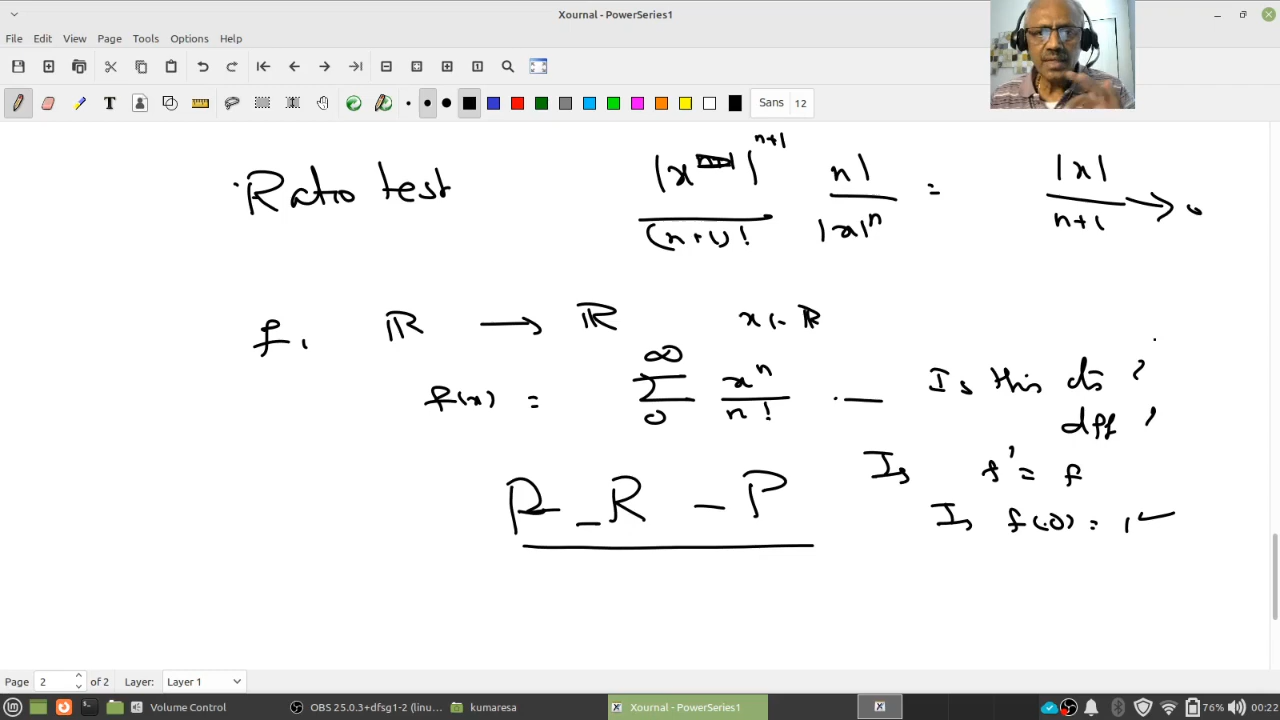 Xournal - PowerSeries1
File Edit View Page Tools Options Help
Sans 12
Ratio test |x|^{n+1} / (n+1)! n! / |x|^n = |x| / n+1 → 0
f, ℝ → ℝ x ∈ ℝ
f(x) = ∑_0^∞ x^n / n! — Is this cts ?
diff ?
Is f' = f
P - R - P
Is f(0) = 1 ✓
Page 2 of 2 Layer: Layer 1
Volume Control OBS 25.0.3+dfsg1-2 (linu... kumaresa Xournal - PowerSeries1 76% 00:22